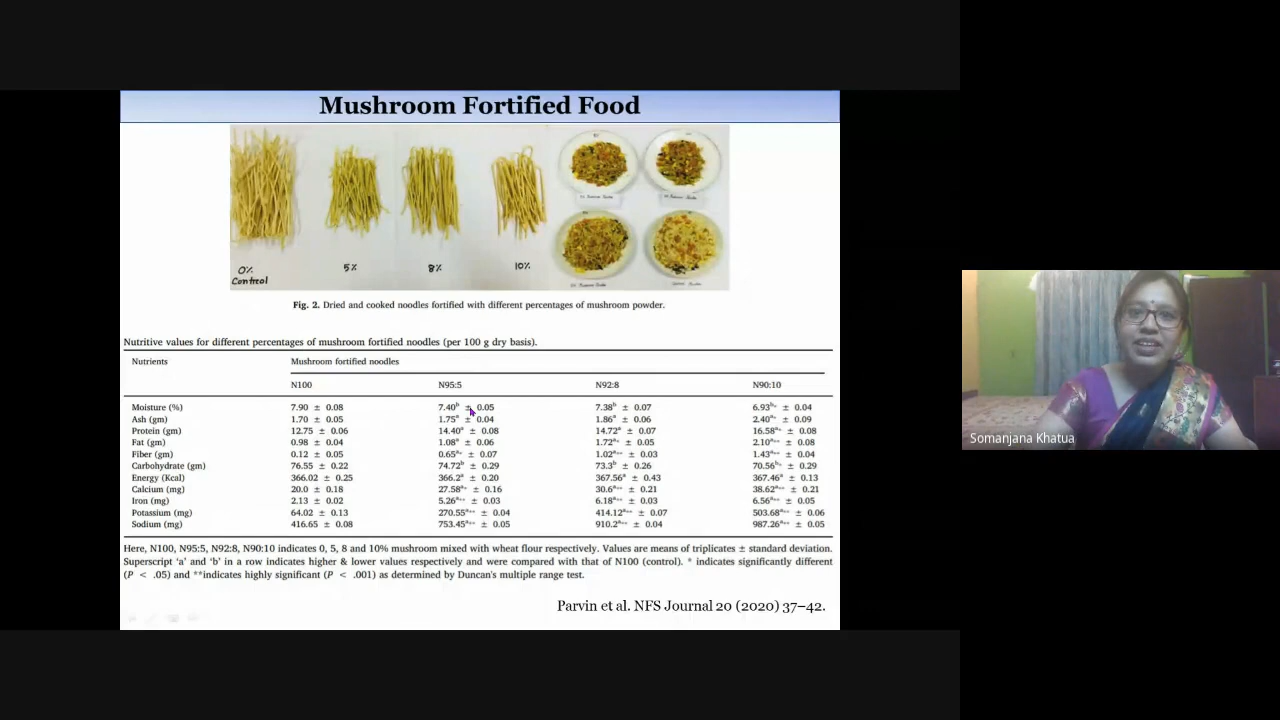 Mushroom Fortified Food
0%
Control
5%
8%
10%
Fig. 2. Dried and cooked noodles fortified with different percentages of mushroom powder.
Nutritive values for different percentages of mushroom fortified noodles (per 100 g dry basis).
Nutrients Mushroom fortified noodles
N100 N95:5 N92:8 N90:10
Moisture (%) 7.90 ± 0.08 7.40ᵇ ± 0.05 7.38ᵇ ± 0.07 6.93ᵇ* ± 0.04
Ash (gm) 1.70 ± 0.05 1.75ᵃ ± 0.04 1.86ᵃ ± 0.06 2.40ᵃ* ± 0.09
Protein (gm) 12.75 ± 0.06 14.40ᵃ ± 0.08 14.72ᵃ ± 0.07 16.58ᵃ* ± 0.08
Fat (gm) 0.98 ± 0.04 1.08ᵃ ± 0.06 1.72ᵃ* ± 0.05 2.10ᵃ** ± 0.08
Fiber (gm) 0.12 ± 0.05 0.65ᵃ* ± 0.07 1.02ᵃ** ± 0.03 1.43ᵃ** ± 0.04
Carbohydrate (gm) 76.55 ± 0.22 74.72ᵇ ± 0.29 73.3ᵇ ± 0.26 70.56ᵇ* ± 0.29
Energy (Kcal) 366.02 ± 0.25 366.2ᵃ ± 0.20 367.56ᵃ ± 0.43 367.46ᵃ ± 0.13
Calcium (mg) 20.0 ± 0.18 27.58ᵃ* ± 0.16 30.6ᵃ** ± 0.21 38.62ᵃ** ± 0.21
Iron (mg) 2.13 ± 0.02 5.26ᵃ** ± 0.03 6.18ᵃ** ± 0.03 6.56ᵃ** ± 0.05
Potassium (mg) 64.02 ± 0.13 270.55ᵃ** ± 0.04 414.12ᵃ** ± 0.07 503.68ᵃ** ± 0.06
Sodium (mg) 416.65 ± 0.08 753.45ᵃ** ± 0.05 910.2ᵃ** ± 0.04 987.26ᵃ** ± 0.05
Here, N100, N95:5, N92:8, N90:10 indicates 0, 5, 8 and 10% mushroom mixed with wheat flour respectively. Values are means of triplicates ± standard deviation.
Superscript 'a' and 'b' in a row indicates higher & lower values respectively and were compared with that of N100 (control). * indicates significantly different
(P < .05) and **indicates highly significant (P < .001) as determined by Duncan's multiple range test.
Parvin et al. NFS Journal 20 (2020) 37–42.
Somanjana Khatua